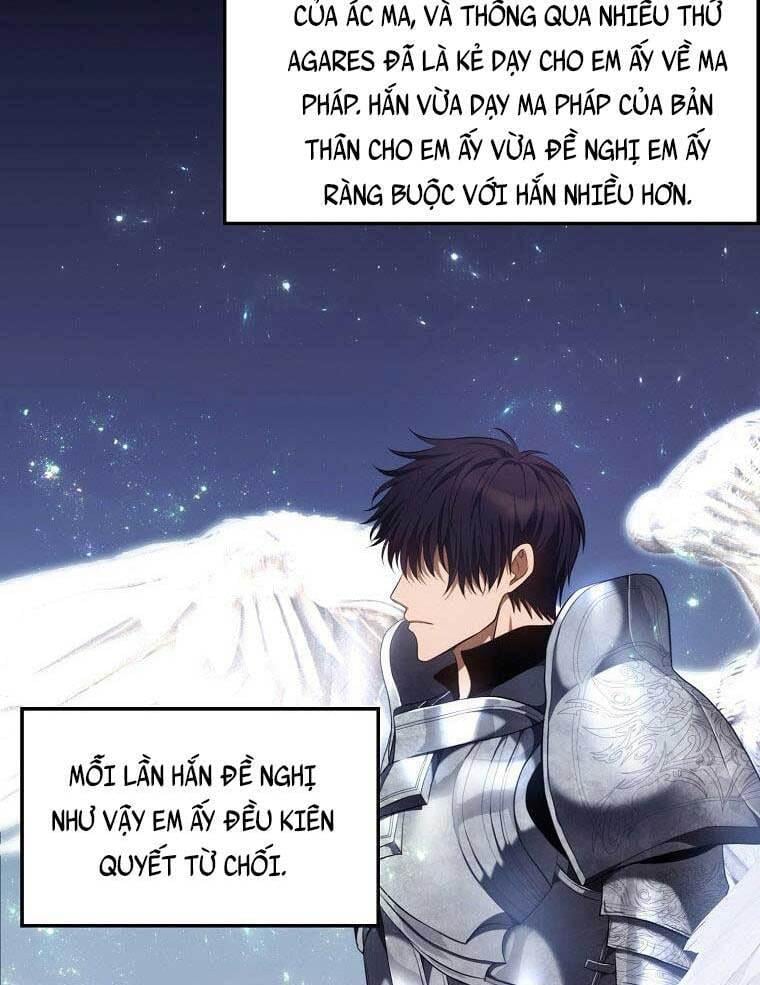 CỦA ÁC MA, VÀ THÔNG QUA NHIỀU THỨ
AGARES ĐÃ LÀ KẺ DẠY CHO EM ẤY VỀ MA
PHÁP. HẮN VỪA DẠY MA PHÁP CỦA BẢN
THÂN CHO EM ẤY VỪA ĐỀ NGHỊ EM ẤY
RÀNG BUỘC VỚI HẮN NHIỀU HƠN.
MỖI LẦN HẮN ĐỀ NGHỊ
NHƯ VẬY EM ẤY ĐỀU KIÊN
QUYẾT TỪ CHỐI.